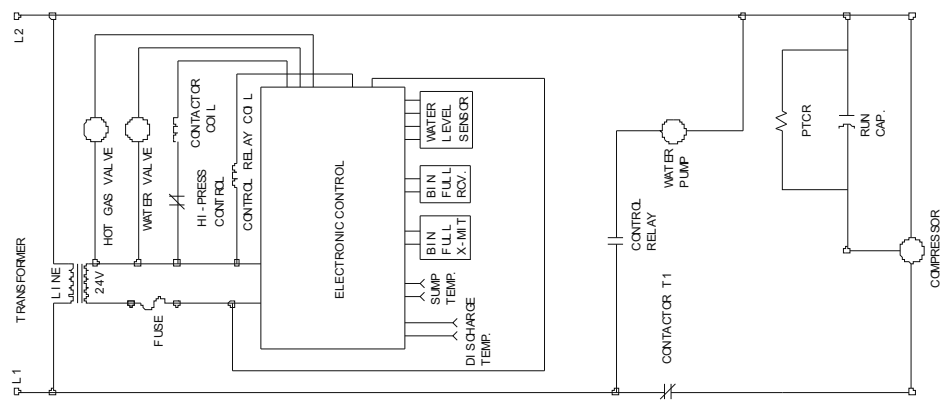 L2
TRANSFORMER
LINE
24V
FUSE
HOT GAS VALVE
WATER VALVE
CONTACTOR
COIL
HI-PRESS
CONTROL
CONTROL RELAY COIL
ELECTRONIC CONTROL
WATER
LEVEL
SENSOR
BIN
FULL
RCV.
BIN
FULL
X-MIT
SUMP
TEMP.
DISCHARGE
TEMP.
WATER
PUMP
CONTROL
RELAY
CONTACTOR T1
PTCR
RUN
CAP.
COMPRESSOR
L1